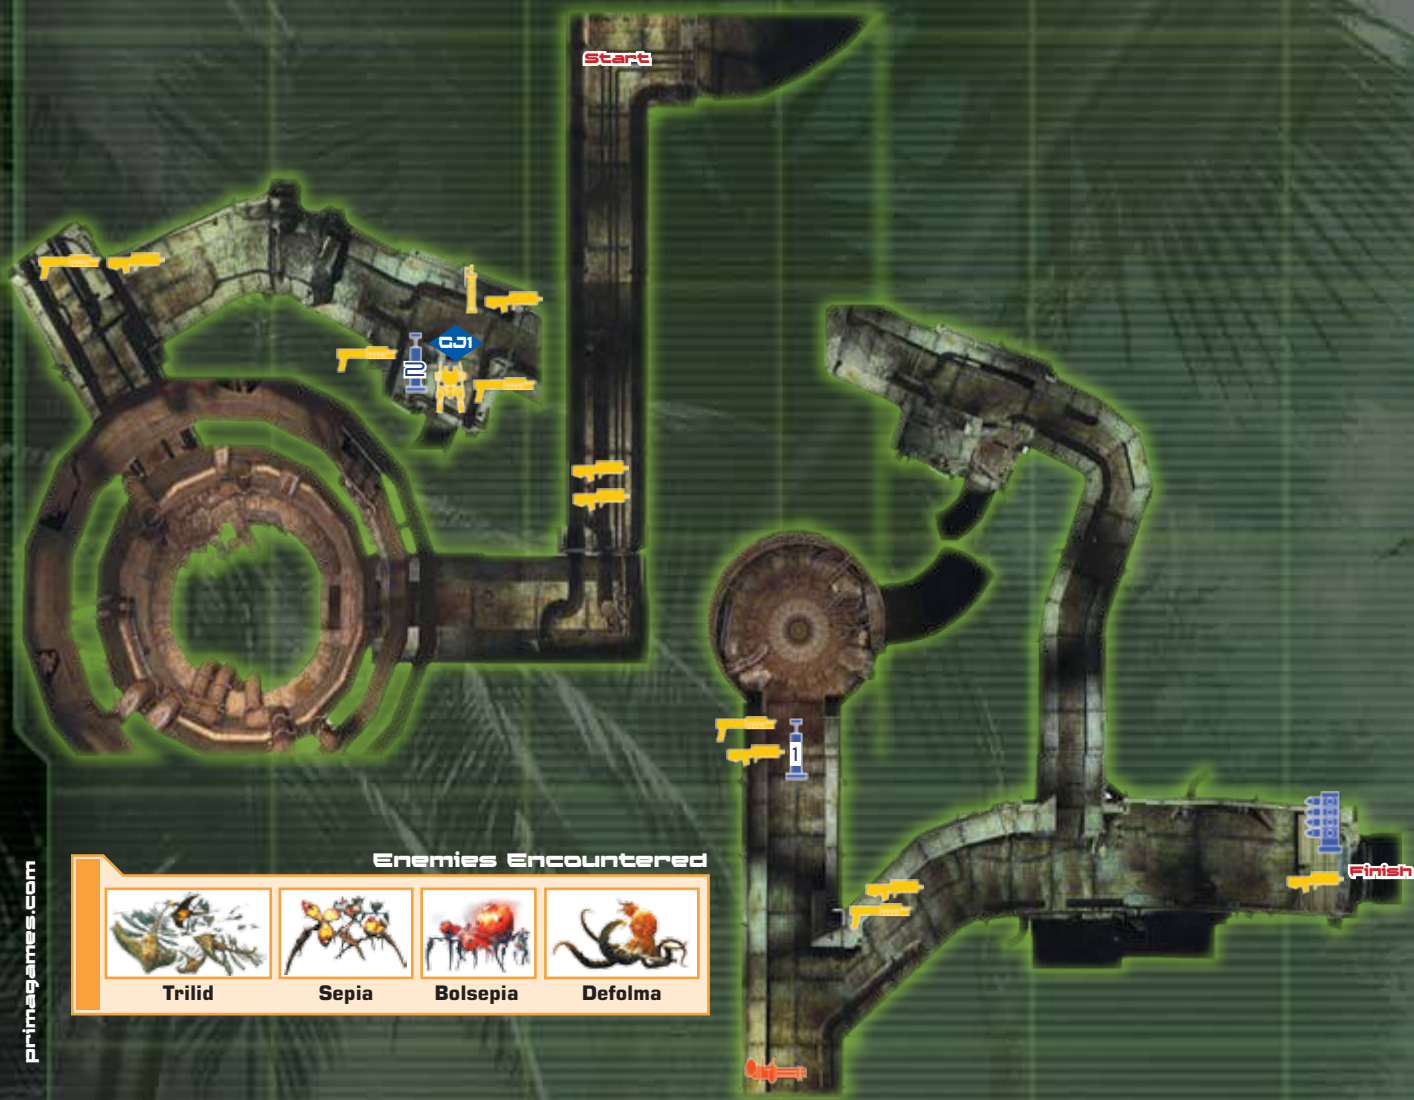 Start
GJ1
2
1
Finish
Enemies Encountered
Trilid
Sepia
Bolsepia
Defolma
primagames.com